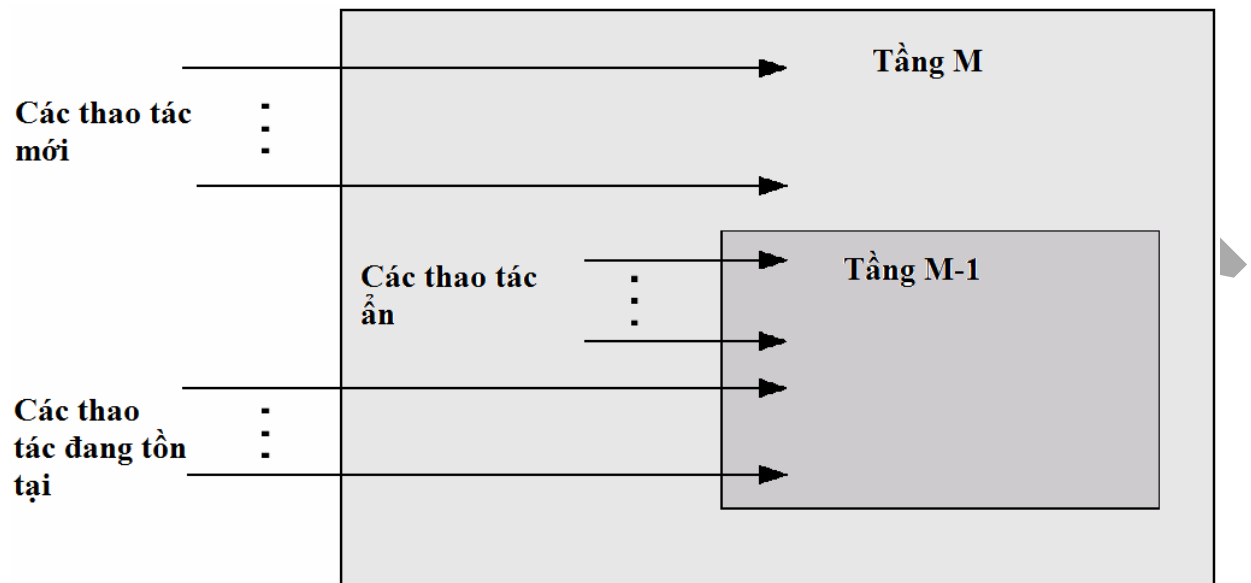 Tầng M
Các thao tác
mới
Các thao tác
ẩn
Tầng M-1
Các thao
tác đang tồn
tại